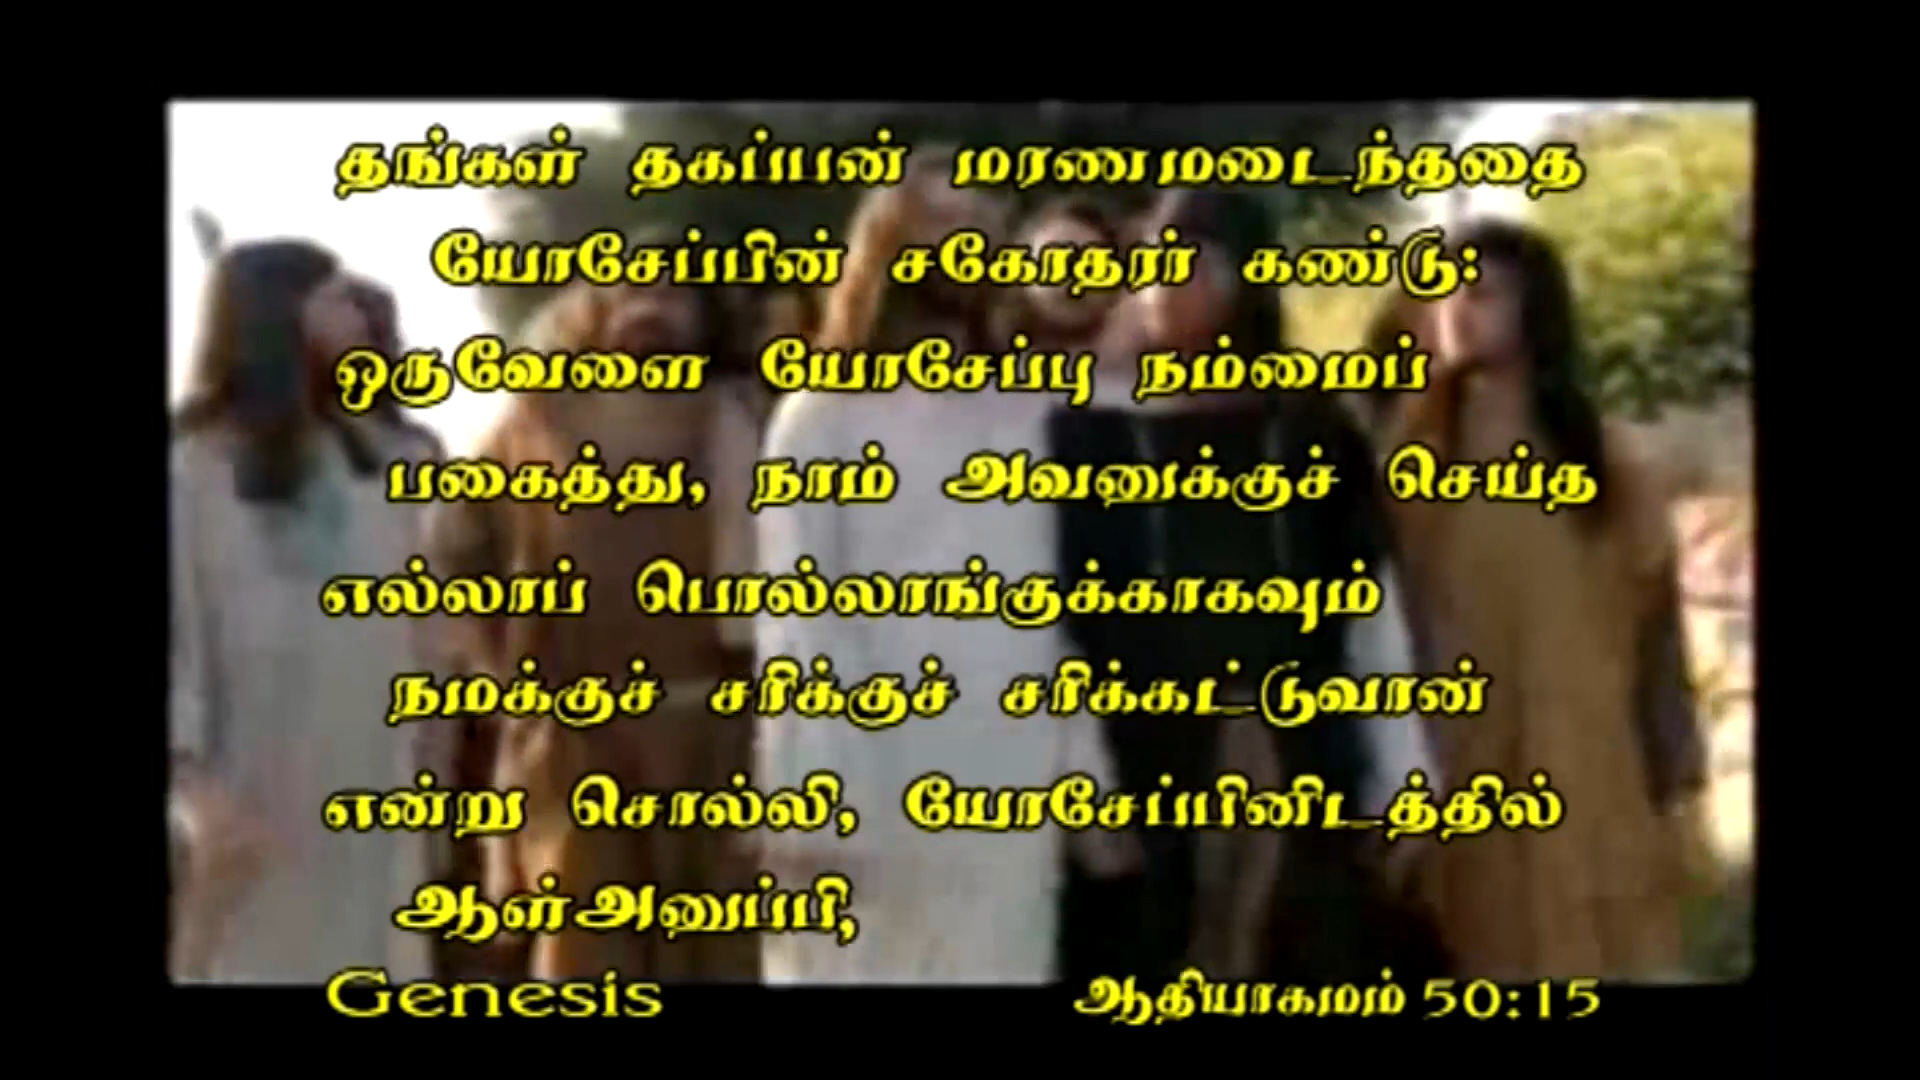 தங்கள் தகப்பன் மரணமடைந்ததை
யோசேப்பின் சகோதரர் கண்டு:
ஒருவேளை யோசேப்பு நம்மைப்
பகைத்து, நாம் அவனுக்குச் செய்த
எல்லாப் பொல்லாங்குக்காகவும்
நமக்குச் சரிக்குச் சரிக்கட்டுவான்
என்று சொல்லி, யோசேப்பினிடத்தில்
ஆள்அனுப்பி,
Genesis ஆதியாகமம் 50:15